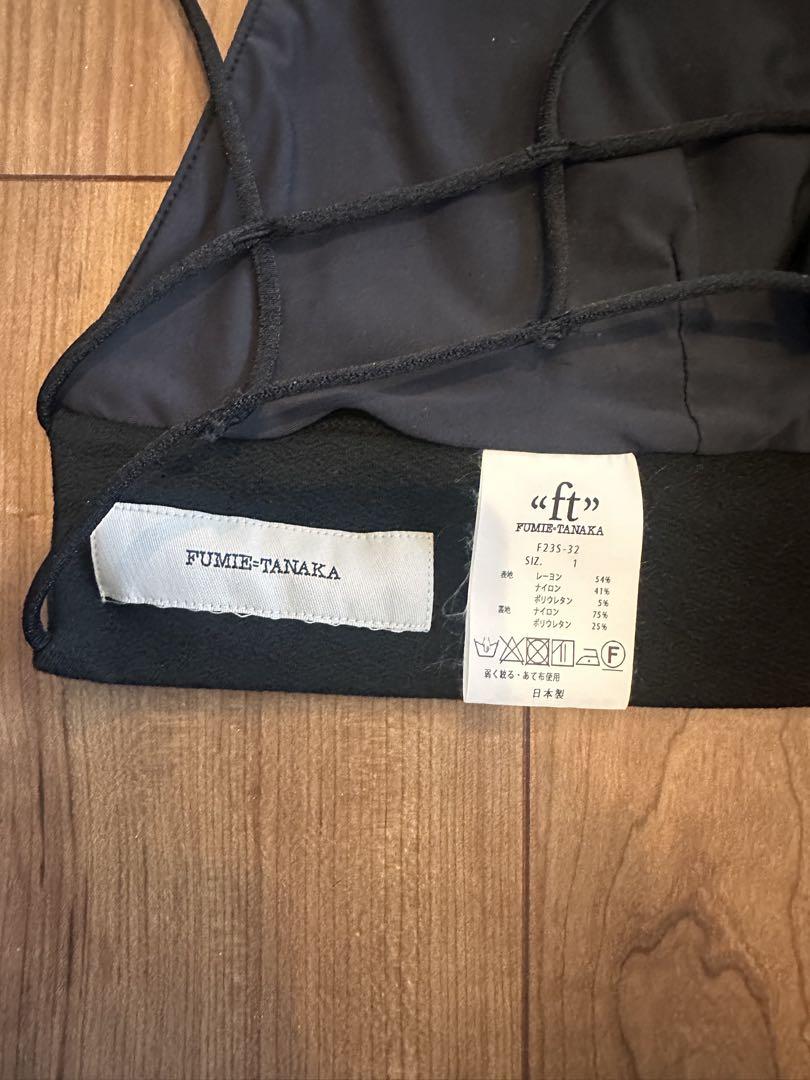 FUMIE=TANAKA
“ft”
FUMIE=TANAKA
F23S-32
SIZ. 1
表地 レーヨン 54%
ナイロン 41%
ポリウレタン 5%
裏地 ナイロン 75%
ポリウレタン 25%
F
弱く絞る・あて布使用
日本製